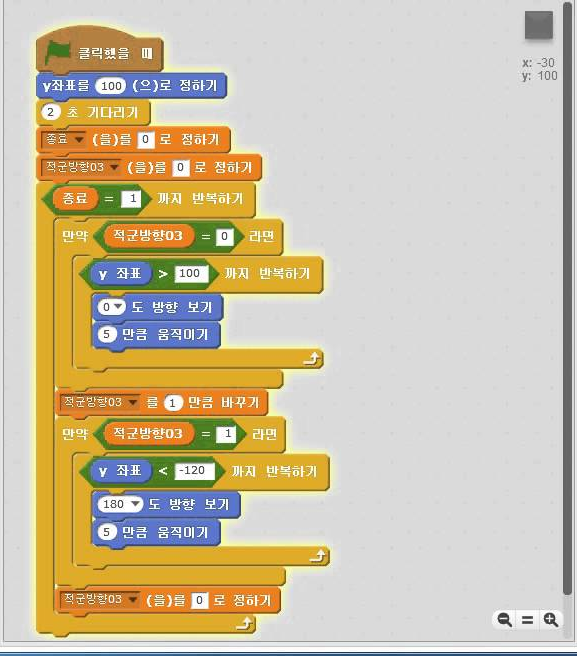 클릭했을 때
x: -30
y: 100
y좌표를 100 (으)로 정하기
2 초 기다리기
종료 (을)를 0 로 정하기
적군방향03 (을)를 0 로 정하기
종료 = 1 까지 반복하기
만약 적군방향03 = 0 라면
y 좌표 > 100 까지 반복하기
0 도 방향 보기
5 만큼 움직이기
적군방향03 를 1 만큼 바꾸기
만약 적군방향03 = 1 라면
y 좌표 < -120 까지 반복하기
180 도 방향 보기
5 만큼 움직이기
적군방향03 (을)를 0 로 정하기